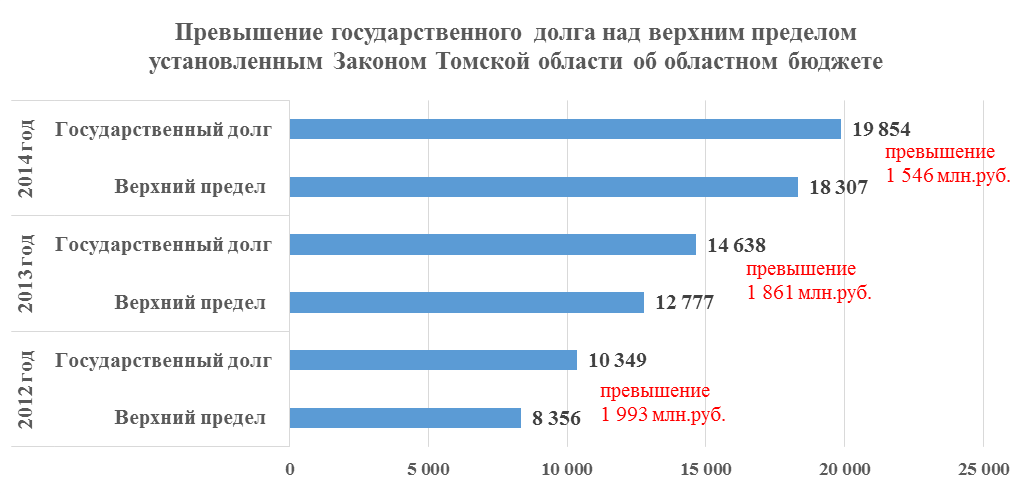 Превышение государственного долга над верхним пределом
установленным Законом Томской области об областном бюджете
2014 год
Государственный долг
19 854
превышение
1 546 млн.руб.
Верхний предел
18 307
2013 год
Государственный долг
14 638
превышение
1 861 млн.руб.
Верхний предел
12 777
2012 год
Государственный долг
10 349
превышение
1 993 млн.руб.
Верхний предел
8 356
0 5 000 10 000 15 000 20 000 25 000